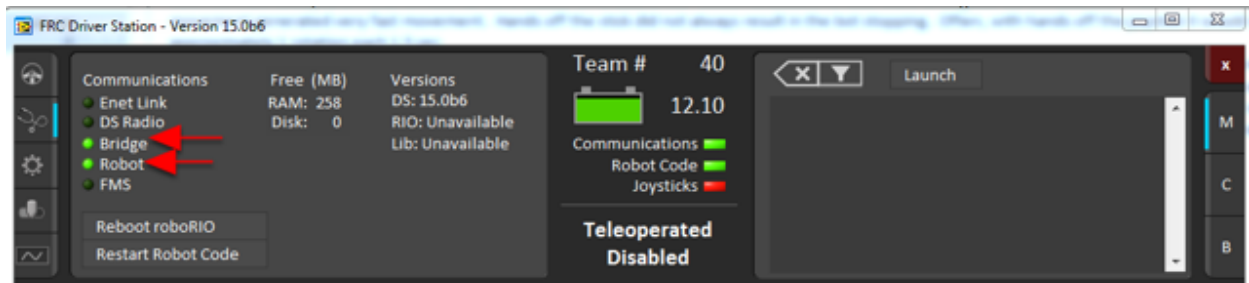 FRC Driver Station - Version 15.0b6
Communications
Enet Link
DS Radio
Bridge
Robot
FMS
Free (MB)
RAM: 258
Disk: 0
Versions
DS: 15.0b6
RIO: Unavailable
Lib: Unavailable
Reboot roboRIO
Restart Robot Code
Team # 40
12.10
Communications
Robot Code
Joysticks
Teleoperated
Disabled
Launch
x
M
C
B